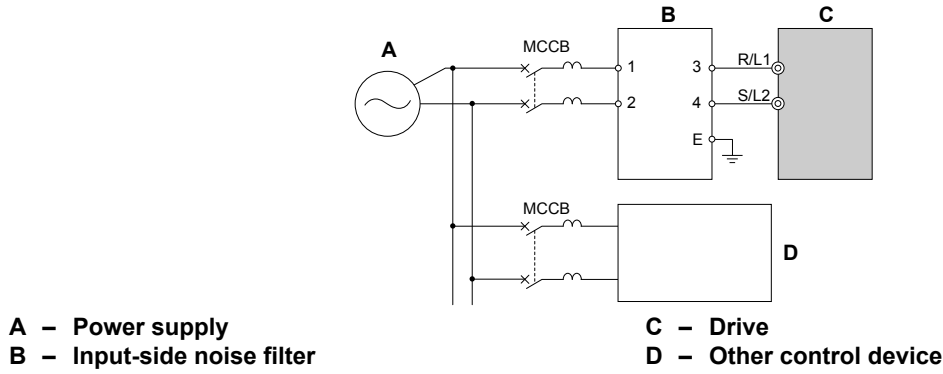 B
C
A
MCCB
1
3
R/L1
2
4
S/L2
E
MCCB
D
A – Power supply
B – Input-side noise filter
C – Drive
D – Other control device